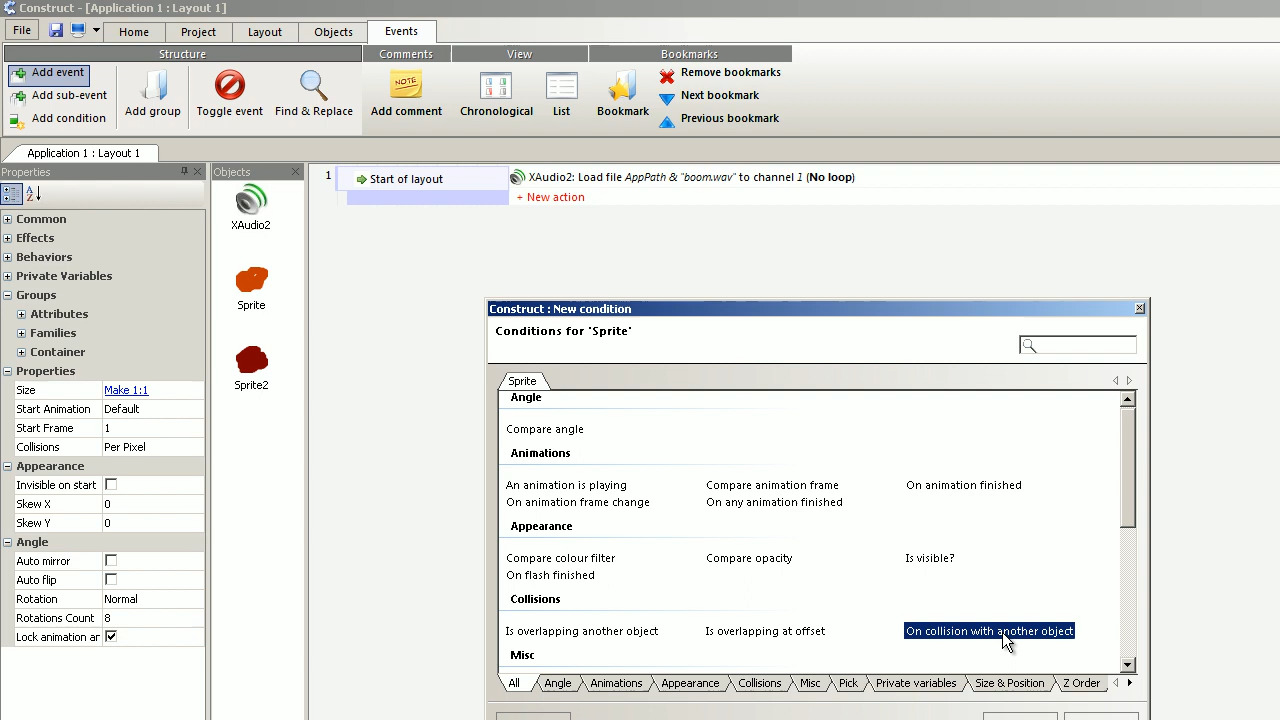 Construct - [Application 1 : Layout 1]
File Home Project Layout Objects Events
Structure Comments View Bookmarks
Add event
Add sub-event
Add condition
Add group
Toggle event
Find & Replace
Add comment
NOTE
Chronological
List
Bookmark
Remove bookmarks
Next bookmark
Previous bookmark
Application 1 : Layout 1
Properties
Common
Effects
Behaviors
Private Variables
Groups
Attributes
Families
Container
Properties
Size Make 1:1
Start Animation Default
Start Frame 1
Collisions Per Pixel
Appearance
Invisible on start
Skew X 0
Skew Y 0
Angle
Auto mirror
Auto flip
Rotation Normal
Rotations Count 8
Lock animation ar
Objects
XAudio2
Sprite
Sprite2
1 Start of layout XAudio2: Load file AppPath & "boom.wav" to channel 1 (No loop)
+ New action
Construct : New condition
Conditions for 'Sprite'
Sprite
Angle
Compare angle
Animations
An animation is playing Compare animation frame On animation finished
On animation frame change On any animation finished
Appearance
Compare colour filter Compare opacity Is visible?
On flash finished
Collisions
Is overlapping another object Is overlapping at offset On collision with another object
Misc
All Angle Animations Appearance Collisions Misc Pick Private variables Size & Position Z Order